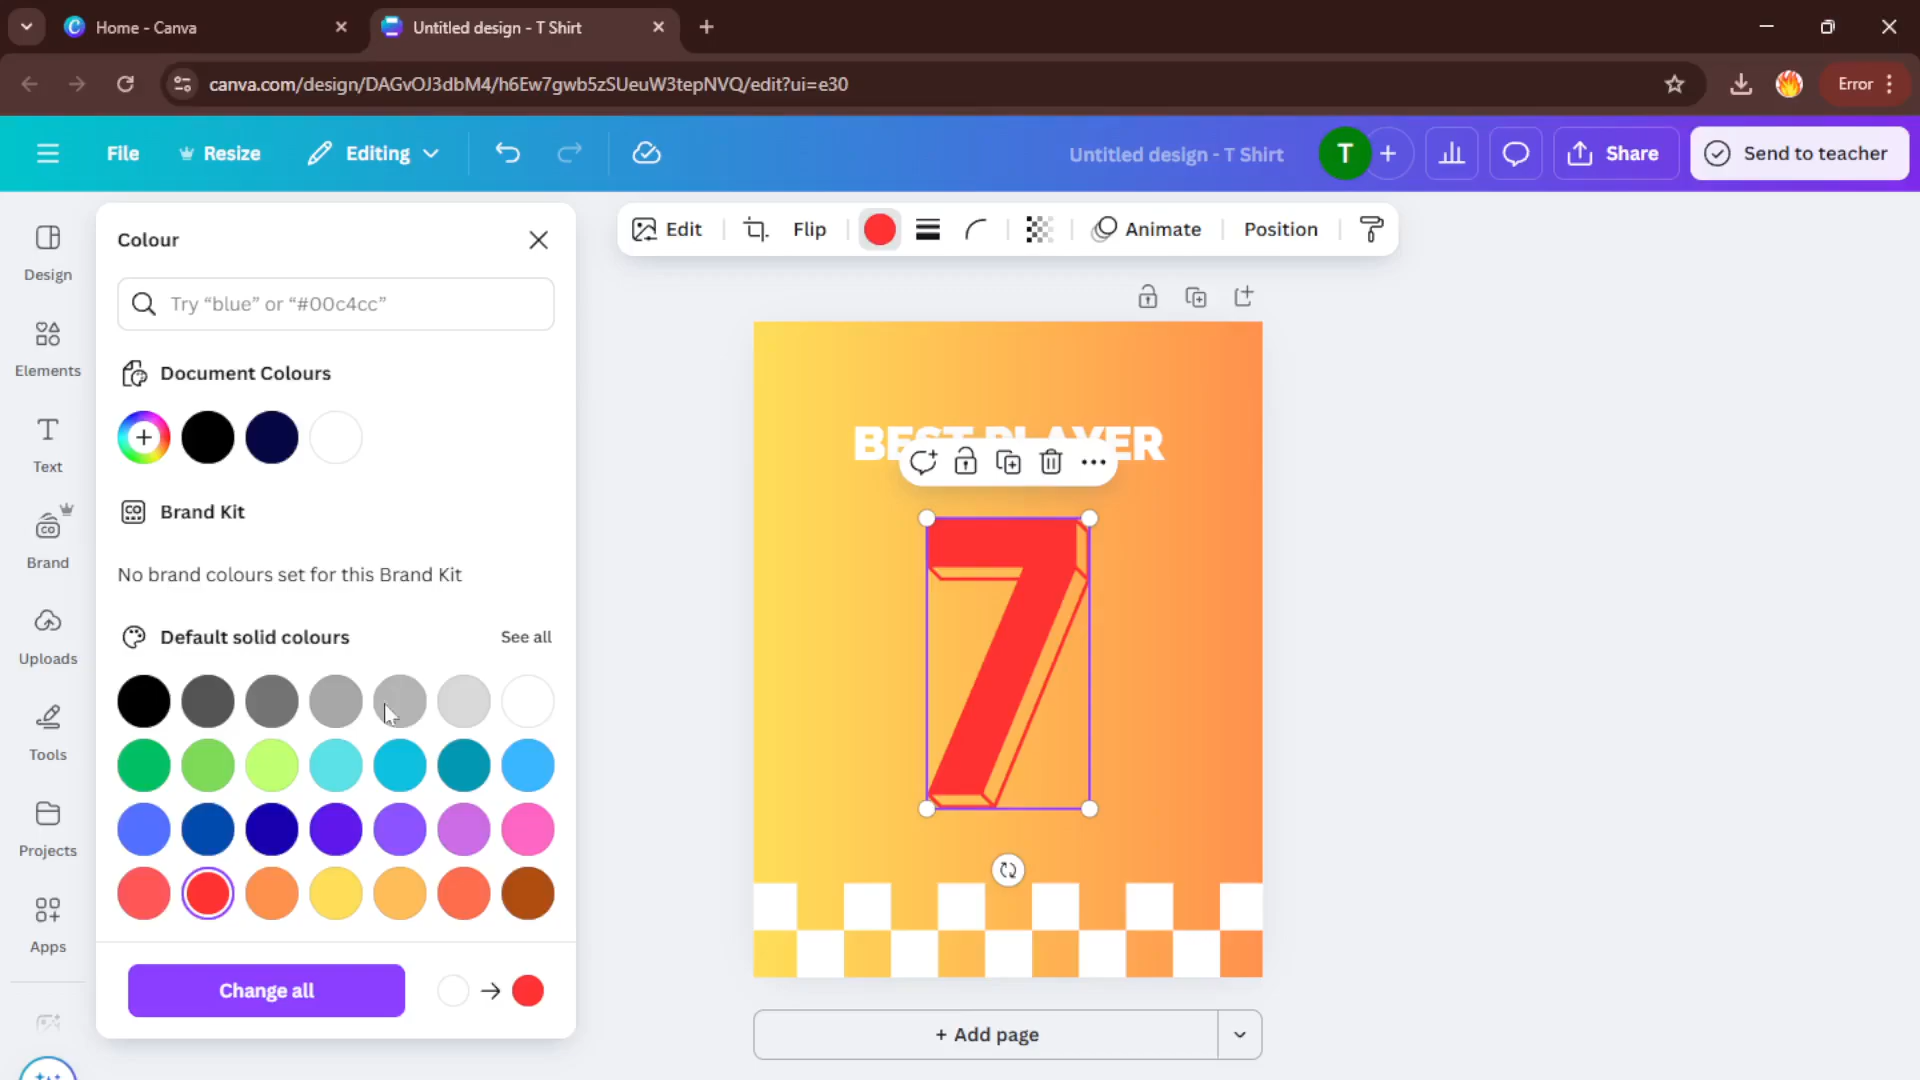 Home - Canva
Untitled design - T Shirt
canva.com/design/DAGvOJ3dbM4/h6Ew7gwb5zSUeuW3tepNVQ/edit?ui=e30
Error
File
Resize
Editing
Untitled design - T Shirt
T
Share
Send to teacher
Design
Elements
Text
Brand
Uploads
Tools
Projects
Apps
Colour
Try “blue” or “#00c4cc”
Document Colours
Brand Kit
No brand colours set for this Brand Kit
Default solid colours
See all
Change all
Edit
Flip
Animate
Position
BEST PLAYER
7
+ Add page